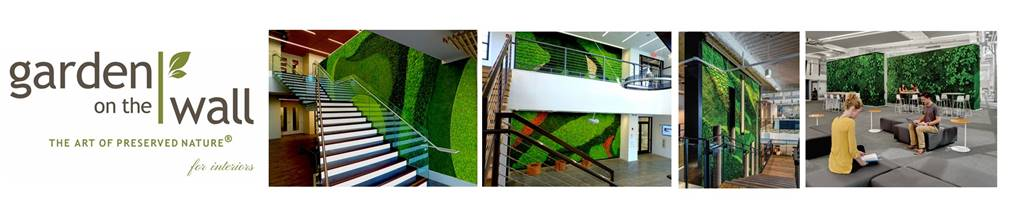 garden
on the
wall
THE ART OF PRESERVED NATURE®
for interiors